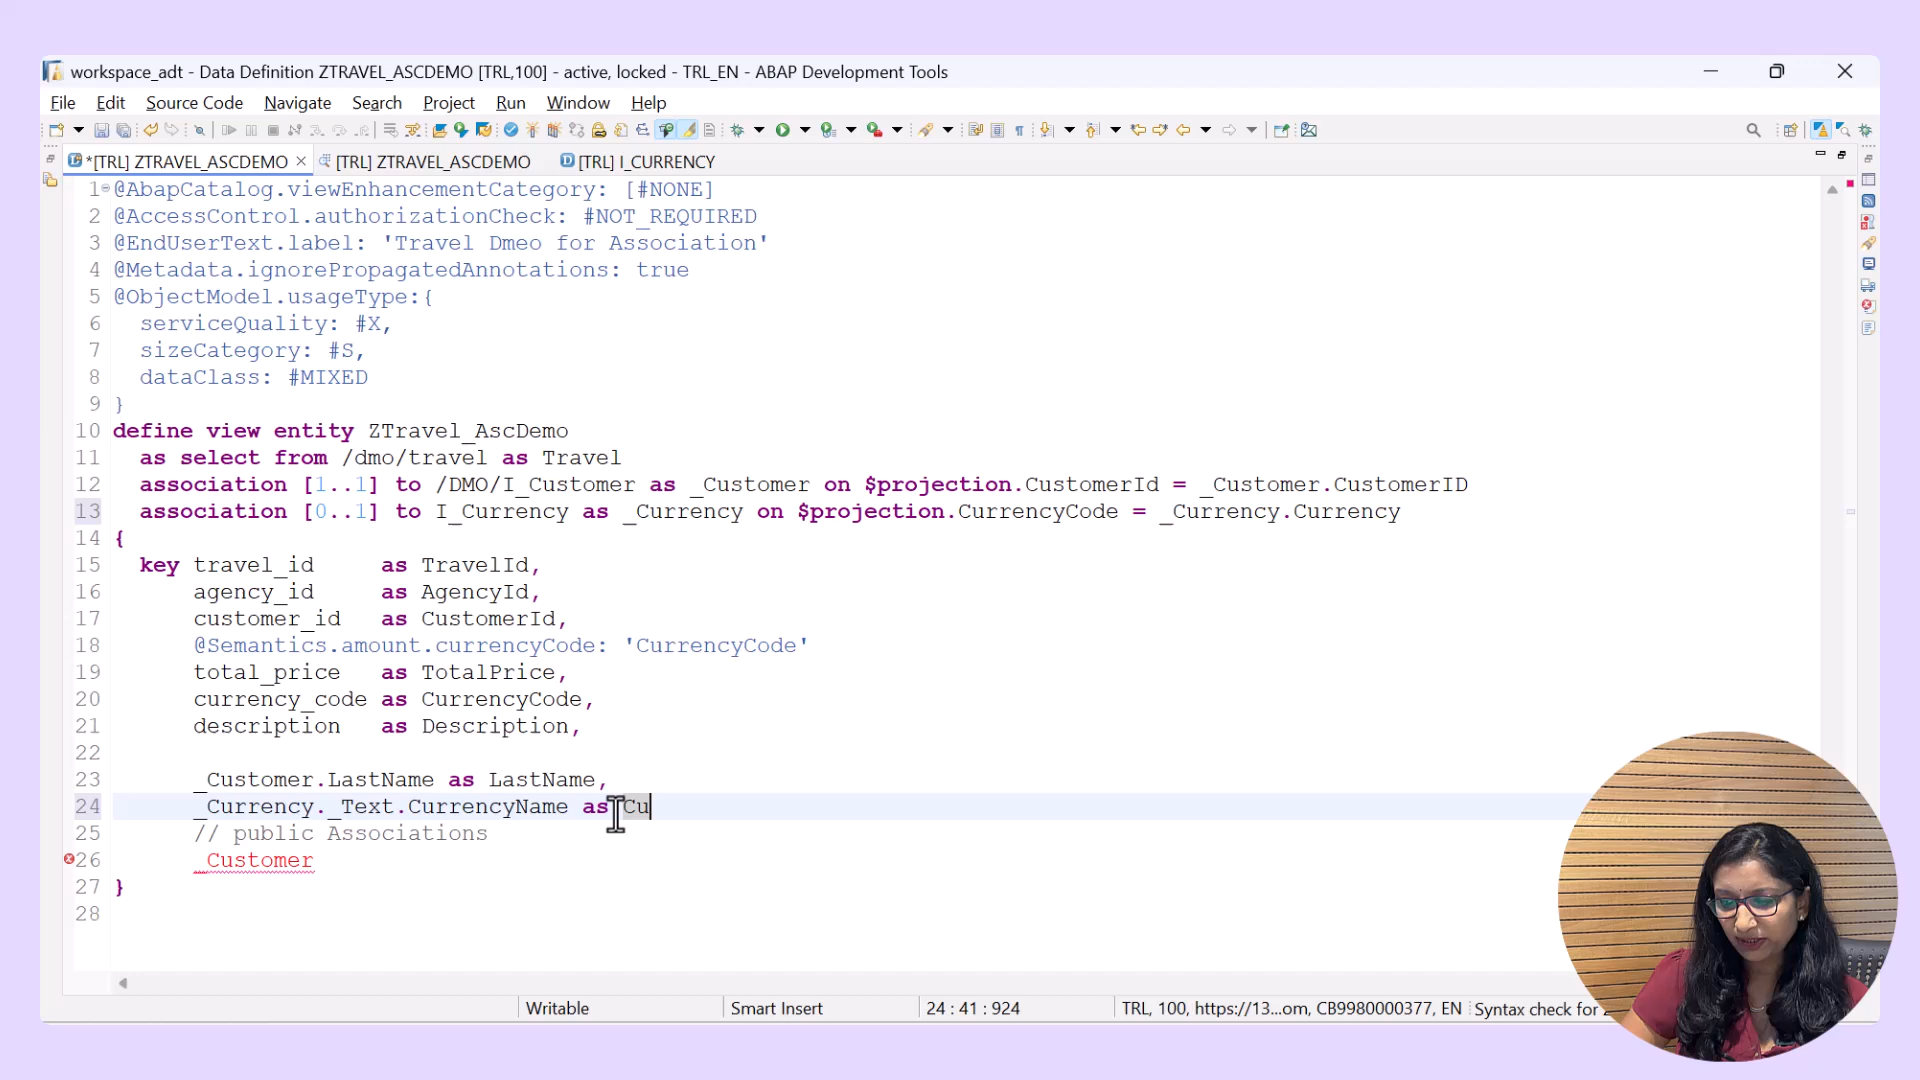 workspace_adt - Data Definition ZTRAVEL_ASCDEMO [TRL,100] - active, locked - TRL_EN - ABAP Development Tools
File Edit Source Code Navigate Search Project Run Window Help
*[TRL] ZTRAVEL_ASCDEMO [TRL] ZTRAVEL_ASCDEMO [TRL] I_CURRENCY
1 @AbapCatalog.viewEnhancementCategory: [#NONE]
2 @AccessControl.authorizationCheck: #NOT_REQUIRED
3 @EndUserText.label: 'Travel Dmeo for Association'
4 @Metadata.ignorePropagatedAnnotations: true
5 @ObjectModel.usageType:{
6 serviceQuality: #X,
7 sizeCategory: #S,
8 dataClass: #MIXED
9 }
10 define view entity ZTravel_AscDemo
11 as select from /dmo/travel as Travel
12 association [1..1] to /DMO/I_Customer as _Customer on $projection.CustomerId = _Customer.CustomerID
13 association [0..1] to I_Currency as _Currency on $projection.CurrencyCode = _Currency.Currency
14 {
15 key travel_id as TravelId,
16 agency_id as AgencyId,
17 customer_id as CustomerId,
18 @Semantics.amount.currencyCode: 'CurrencyCode'
19 total_price as TotalPrice,
20 currency_code as CurrencyCode,
21 description as Description,
22
23 _Customer.LastName as LastName,
24 _Currency._Text.CurrencyName as Cu
25 // public Associations
26 _Customer
27 }
28
Writable Smart Insert 24 : 41 : 924 TRL, 100, https://13...om, CB9980000377, EN Syntax check for